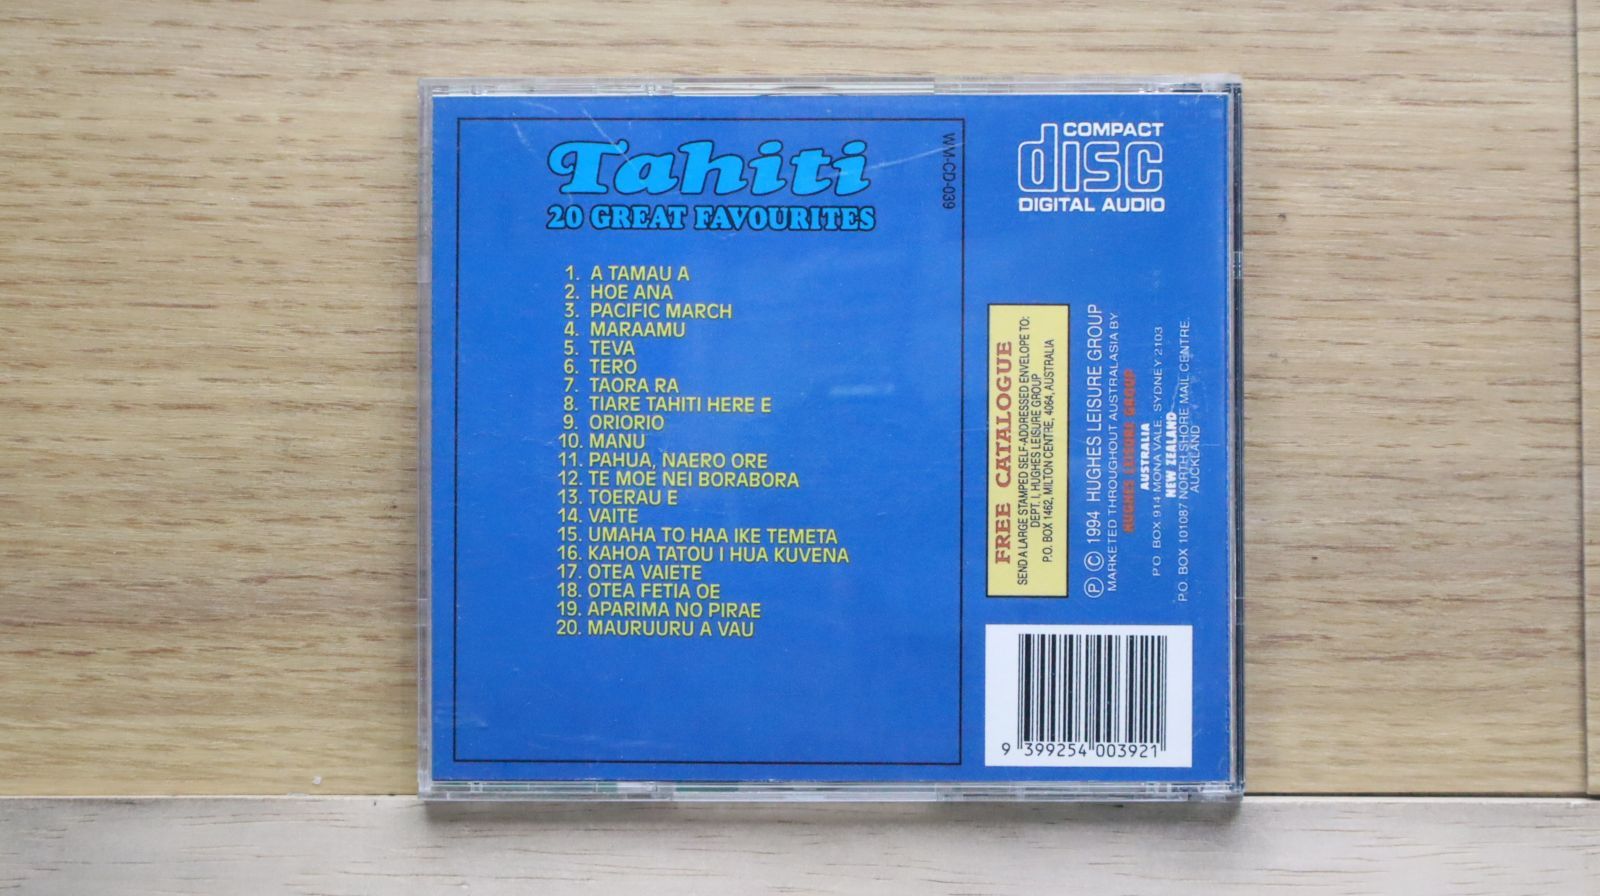 Tahiti
20 GREAT FAVOURITES
WM-CD-039
1. A TAMAU A
2. HOE ANA
3. PACIFIC MARCH
4. MARAAMU
5. TEVA
6. TERO
7. TAORA RA
8. TIARE TAHITI HERE E
9. ORIORIO
10. MANU
11. PAHUA, NAERO ORE
12. TE MOE NEI BORABORA
13. TOERAU E
14. VAITE
15. UMAHA TO HAA IKE TEMETA
16. KAHOA TATOU I HUA KUVENA
17. OTEA VAIETE
18. OTEA FETIA OE
19. APARIMA NO PIRAE
20. MAURUURU A VAU
COMPACT
disc
DIGITAL AUDIO
FREE CATALOGUE
SEND A LARGE STAMPED SELF-ADDRESSED ENVELOPE TO:
DEPT. I, HUGHES LEISURE GROUP
P.O. BOX 1462, MILTON CENTRE, 4064, AUSTRALIA
Ⓟ © 1994 HUGHES LEISURE GROUP
MARKETED THROUGHOUT AUSTRALASIA BY
HUGHES LEISURE GROUP
AUSTRALIA
P.O. BOX 914 MONA VALE, SYDNEY 2103
NEW ZEALAND
P.O. BOX 101087 NORTH SHORE MAIL CENTRE,
AUCKLAND
9 399254 003921